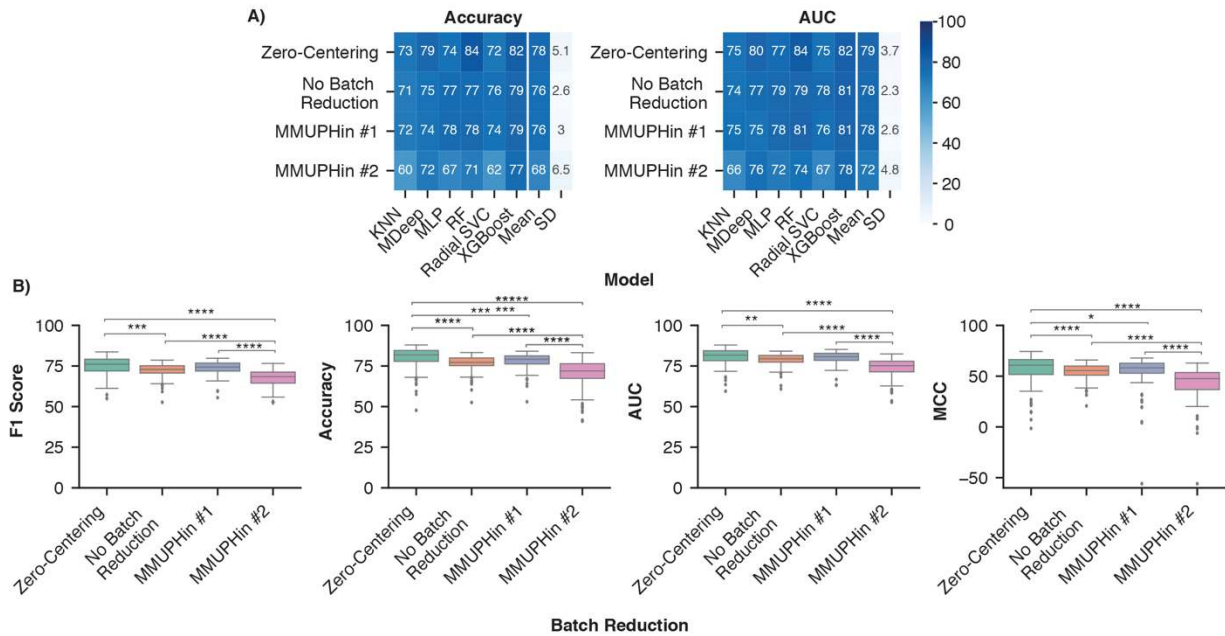 A)
Accuracy
AUC
Zero-Centering 73 79 74 84 72 82 78 5.1
No Batch
Reduction 71 75 77 77 76 79 76 2.6
MMUPHin #1 72 74 78 78 74 79 76 3
MMUPHin #2 60 72 67 71 62 77 68 6.5
KNN MDeep MLP RF Radial SVC XGBoost Mean SD
Zero-Centering 75 80 77 84 75 82 79 3.7
No Batch
Reduction 74 77 79 79 78 81 78 2.3
MMUPHin #1 75 75 78 81 76 81 78 2.6
MMUPHin #2 66 76 72 74 67 78 72 4.8
KNN MDeep MLP RF Radial SVC XGBoost Mean SD
100
80
60
40
20
0
Model
B)
F1 Score
100
75
50
25
0
****
***
****
****
Zero-Centering
No Batch
Reduction
MMUPHin #1
MMUPHin #2
Accuracy
100
75
50
25
0
*****
*** ***
****
****
****
Zero-Centering
No Batch
Reduction
MMUPHin #1
MMUPHin #2
AUC
100
75
50
25
0
****
**
****
****
Zero-Centering
No Batch
Reduction
MMUPHin #1
MMUPHin #2
MCC
100
50
0
−50
****
*
****
****
****
Zero-Centering
No Batch
Reduction
MMUPHin #1
MMUPHin #2
Batch Reduction